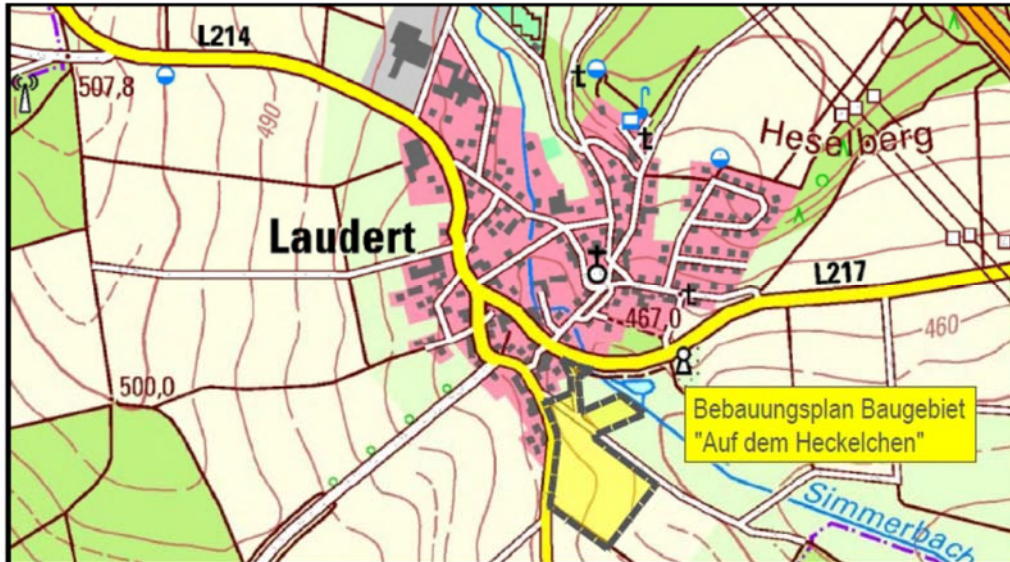 L214
507,8
490
Heselberg
Laudert
L217
467,0
460
500,0
Bebauungsplan Baugebiet
"Auf dem Heckelchen"
Simmerbach